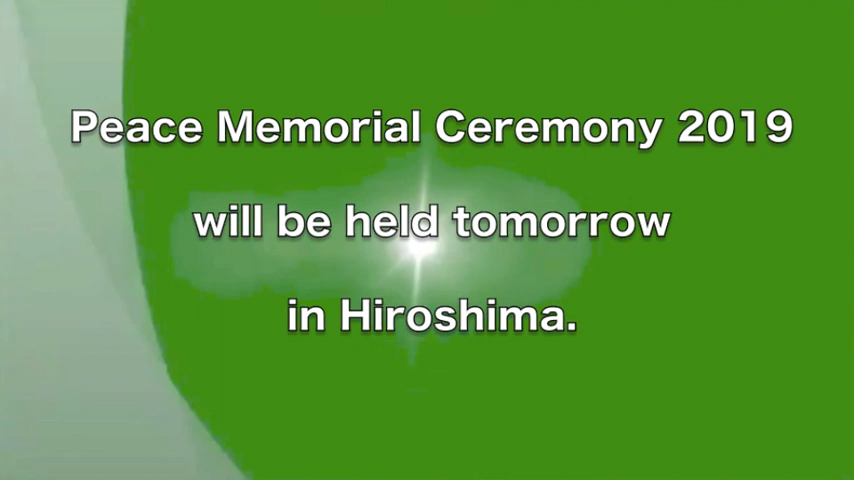 Peace Memorial Ceremony 2019
will be held tomorrow
in Hiroshima.